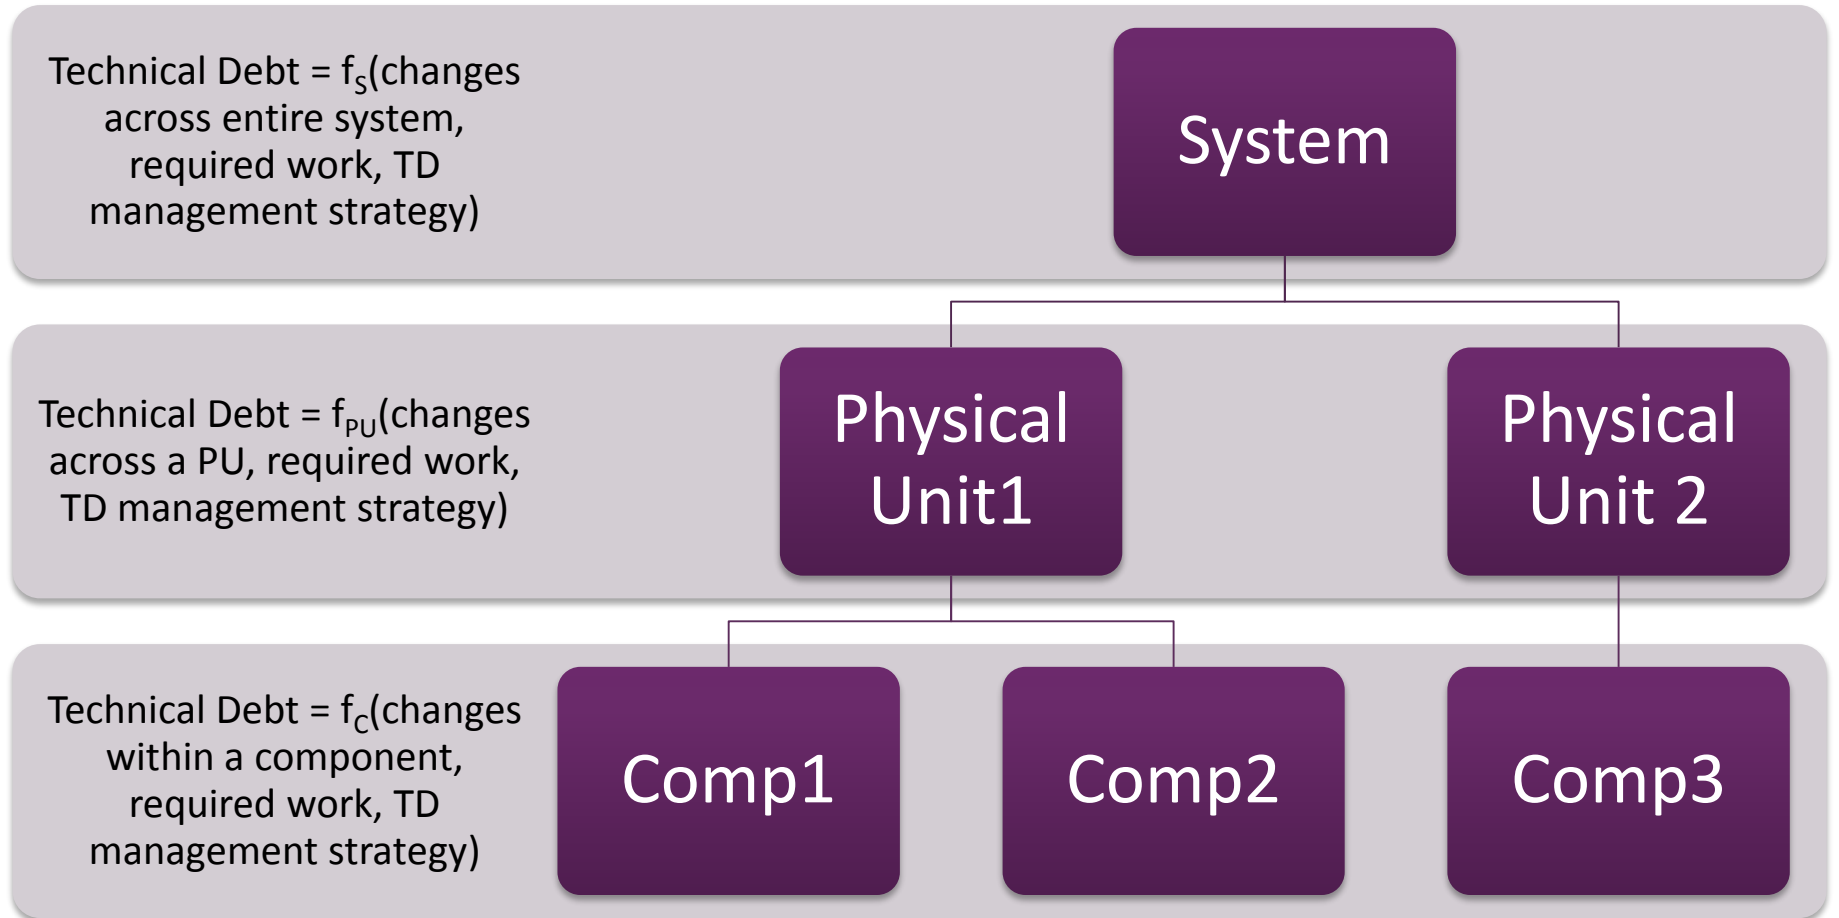 Technical Debt = fS(changes
across entire system,
required work, TD
management strategy)
System
Technical Debt = fPU(changes
across a PU, required work,
TD management strategy)
Physical
Unit1
Physical
Unit 2
Technical Debt = fC(changes
within a component,
required work, TD
management strategy)
Comp1
Comp2
Comp3